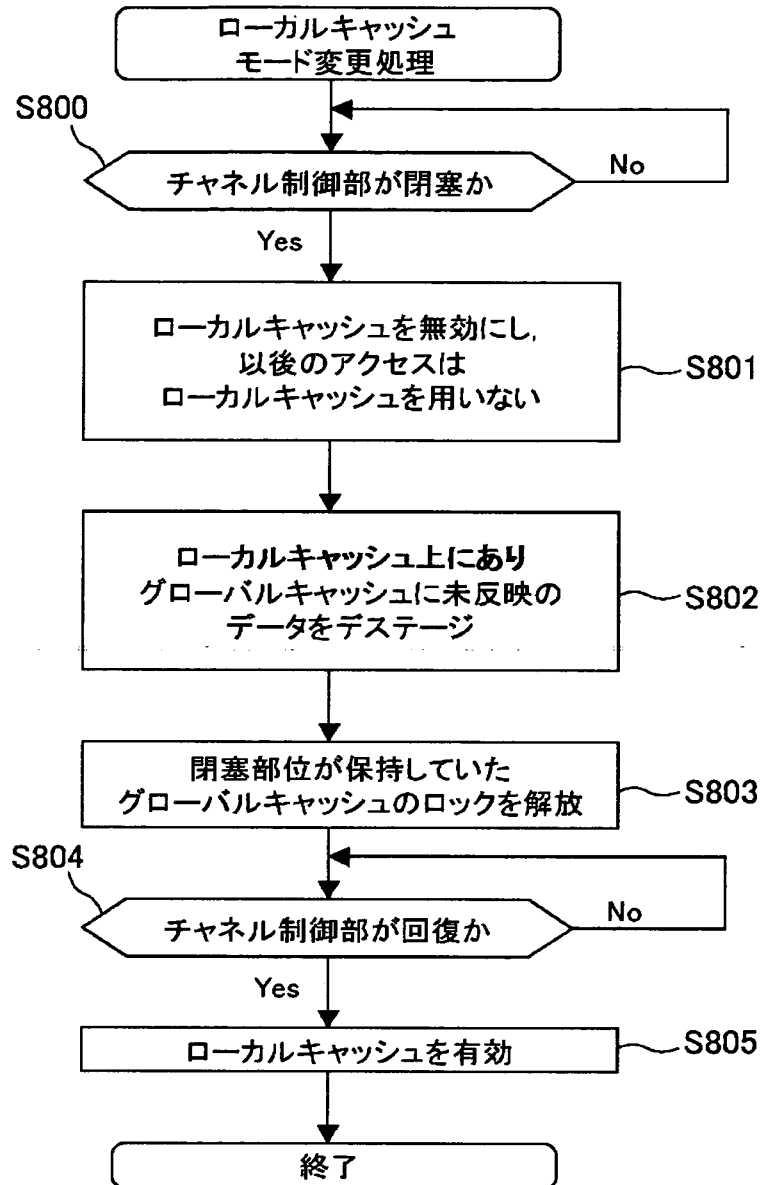 ローカルキャッシュ
モード変更処理
S800
チャネル制御部が閉塞か
No
Yes
ローカルキャッシュを無効にし,
以後のアクセスは
ローカルキャッシュを用いない
S801
ローカルキャッシュ上にあり
グローバルキャッシュに未反映の
データをデステージ
S802
閉塞部位が保持していた
グローバルキャッシュのロックを解放
S803
S804
チャネル制御部が回復か
No
Yes
ローカルキャッシュを有効
S805
終了